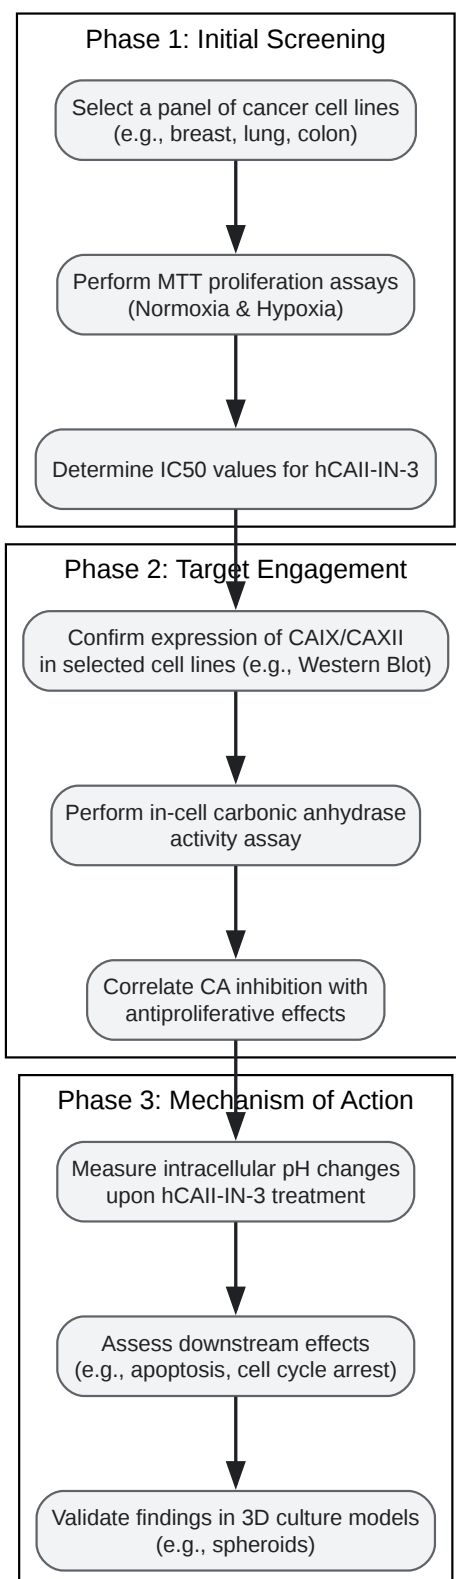 Phase 1: Initial Screening
Select a panel of cancer cell lines
(e.g., breast, lung, colon)
Perform MTT proliferation assays
(Normoxia & Hypoxia)
Determine IC50 values for hCAII-IN-3
Phase 2: Target Engagement
Confirm expression of CAIX/CAXII
in selected cell lines (e.g., Western Blot)
Perform in-cell carbonic anhydrase
activity assay
Correlate CA inhibition with
antiproliferative effects
Phase 3: Mechanism of Action
Measure intracellular pH changes
upon hCAII-IN-3 treatment
Assess downstream effects
(e.g., apoptosis, cell cycle arrest)
Validate findings in 3D culture models
(e.g., spheroids)